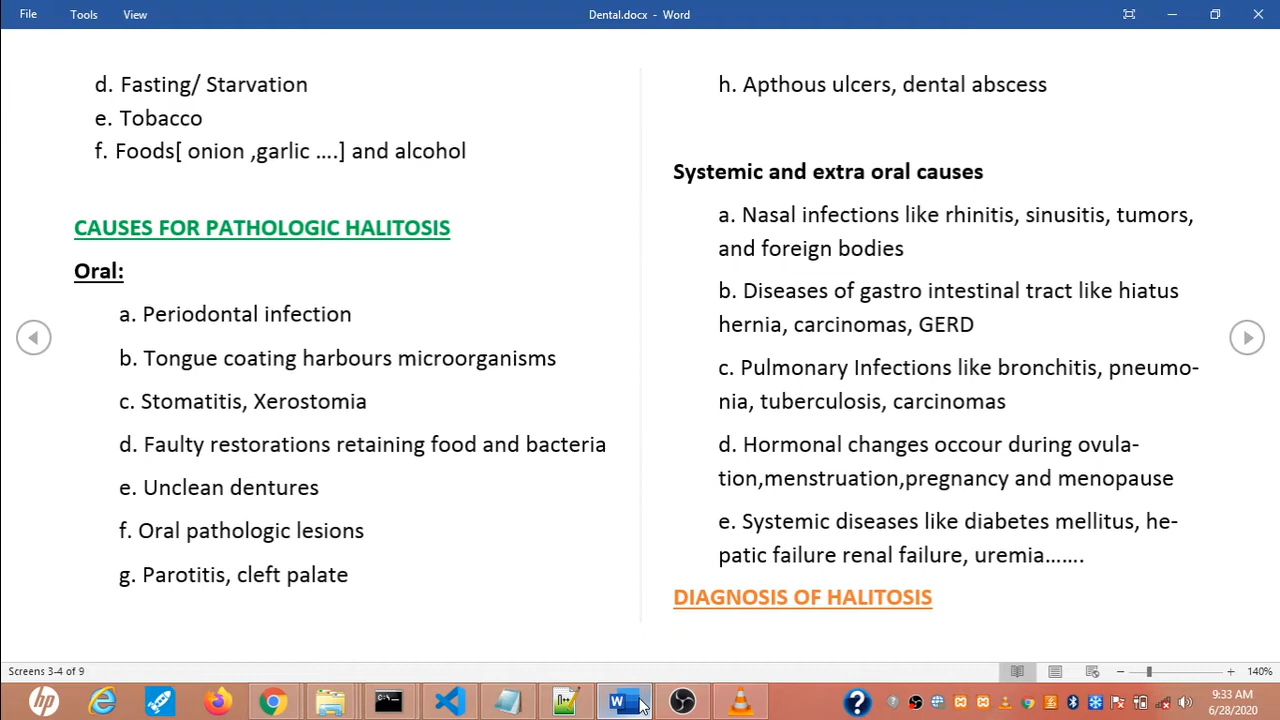 File Tools View Dental.docx - Word
d. Fasting/ Starvation
e. Tobacco
f. Foods[ onion ,garlic ....] and alcohol
CAUSES FOR PATHOLOGIC HALITOSIS
Oral:
a. Periodontal infection
b. Tongue coating harbours microorganisms
c. Stomatitis, Xerostomia
d. Faulty restorations retaining food and bacteria
e. Unclean dentures
f. Oral pathologic lesions
g. Parotitis, cleft palate
h. Apthous ulcers, dental abscess
Systemic and extra oral causes
a. Nasal infections like rhinitis, sinusitis, tumors,
and foreign bodies
b. Diseases of gastro intestinal tract like hiatus
hernia, carcinomas, GERD
c. Pulmonary Infections like bronchitis, pneumo-
nia, tuberculosis, carcinomas
d. Hormonal changes occour during ovula-
tion,menstruation,pregnancy and menopause
e. Systemic diseases like diabetes mellitus, he-
patic failure renal failure, uremia.......
DIAGNOSIS OF HALITOSIS
Screens 3-4 of 9 140%
9:33 AM
6/28/2020